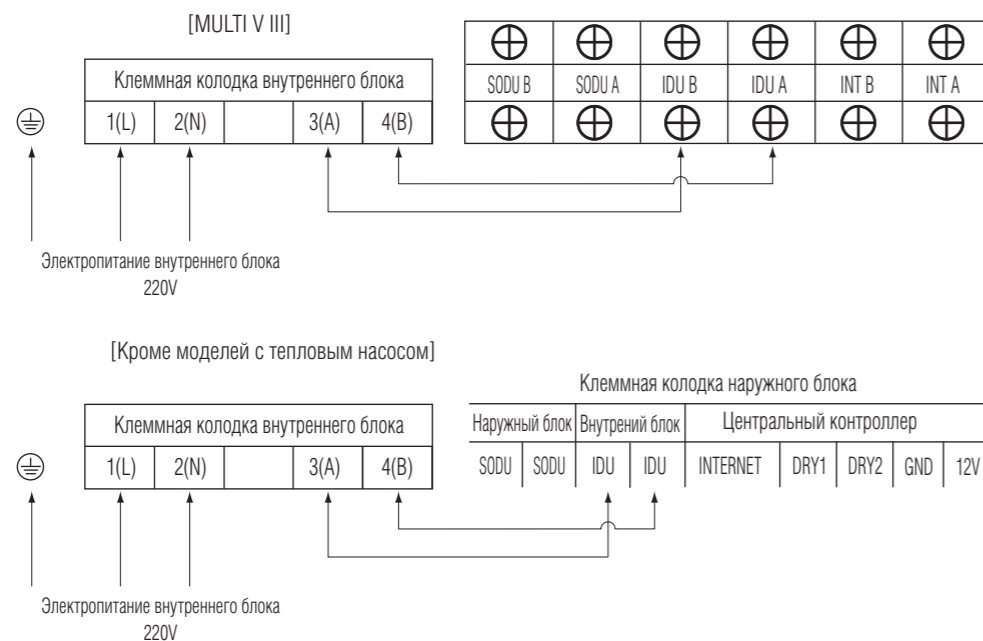 [MULTI V III]
Клеммная колодка внутреннего блока
1(L) 2(N) 3(A) 4(B)
SODU B SODU A IDU B IDU A INT B INT A
Электропитание внутреннего блока
220V
[Кроме моделей с тепловым насосом]
Клеммная колодка наружного блока
Клеммная колодка внутреннего блока
Наружный блок Внутрений блок Центральный контроллер
1(L) 2(N) 3(A) 4(B)
SODU SODU IDU IDU INTERNET DRY1 DRY2 GND 12V
Электропитание внутреннего блока
220V